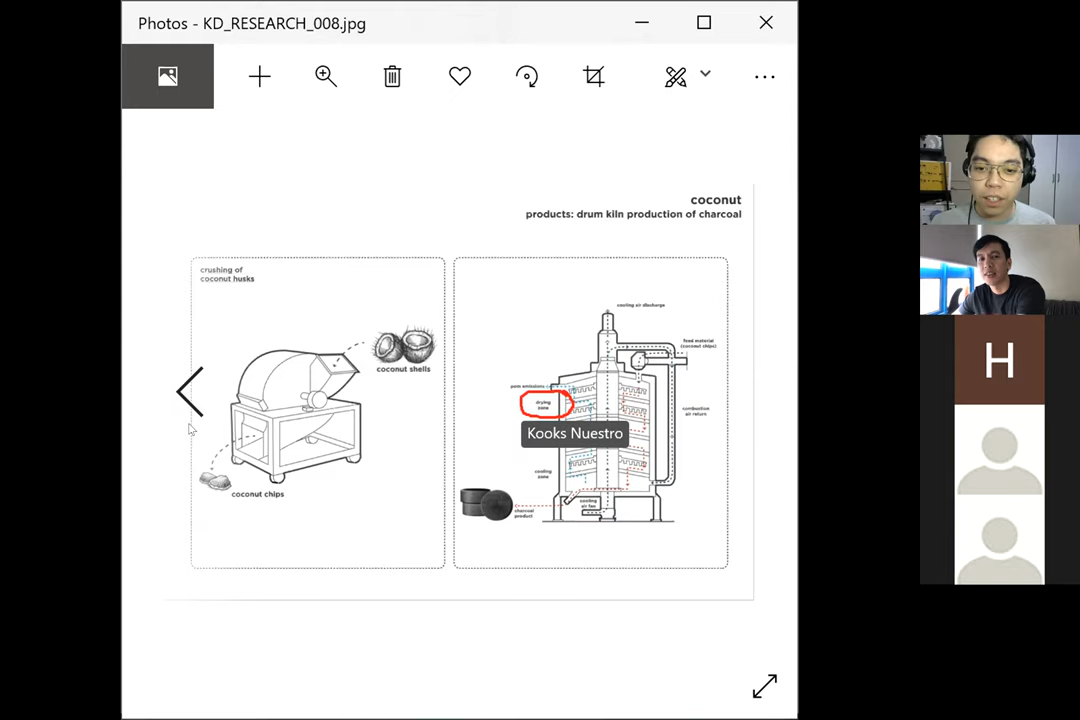 Photos - KD_RESEARCH_008.jpg
coconut
products: drum kiln production of charcoal
crushing of
coconut husks
coconut shells
coconut chips
cooling air discharge
feed material
(coconut chips)
pem emissions
drying
zone
Kooks Nuestro
combustion
air return
cooling
zone
cooling
air fan
charcoal
product
H